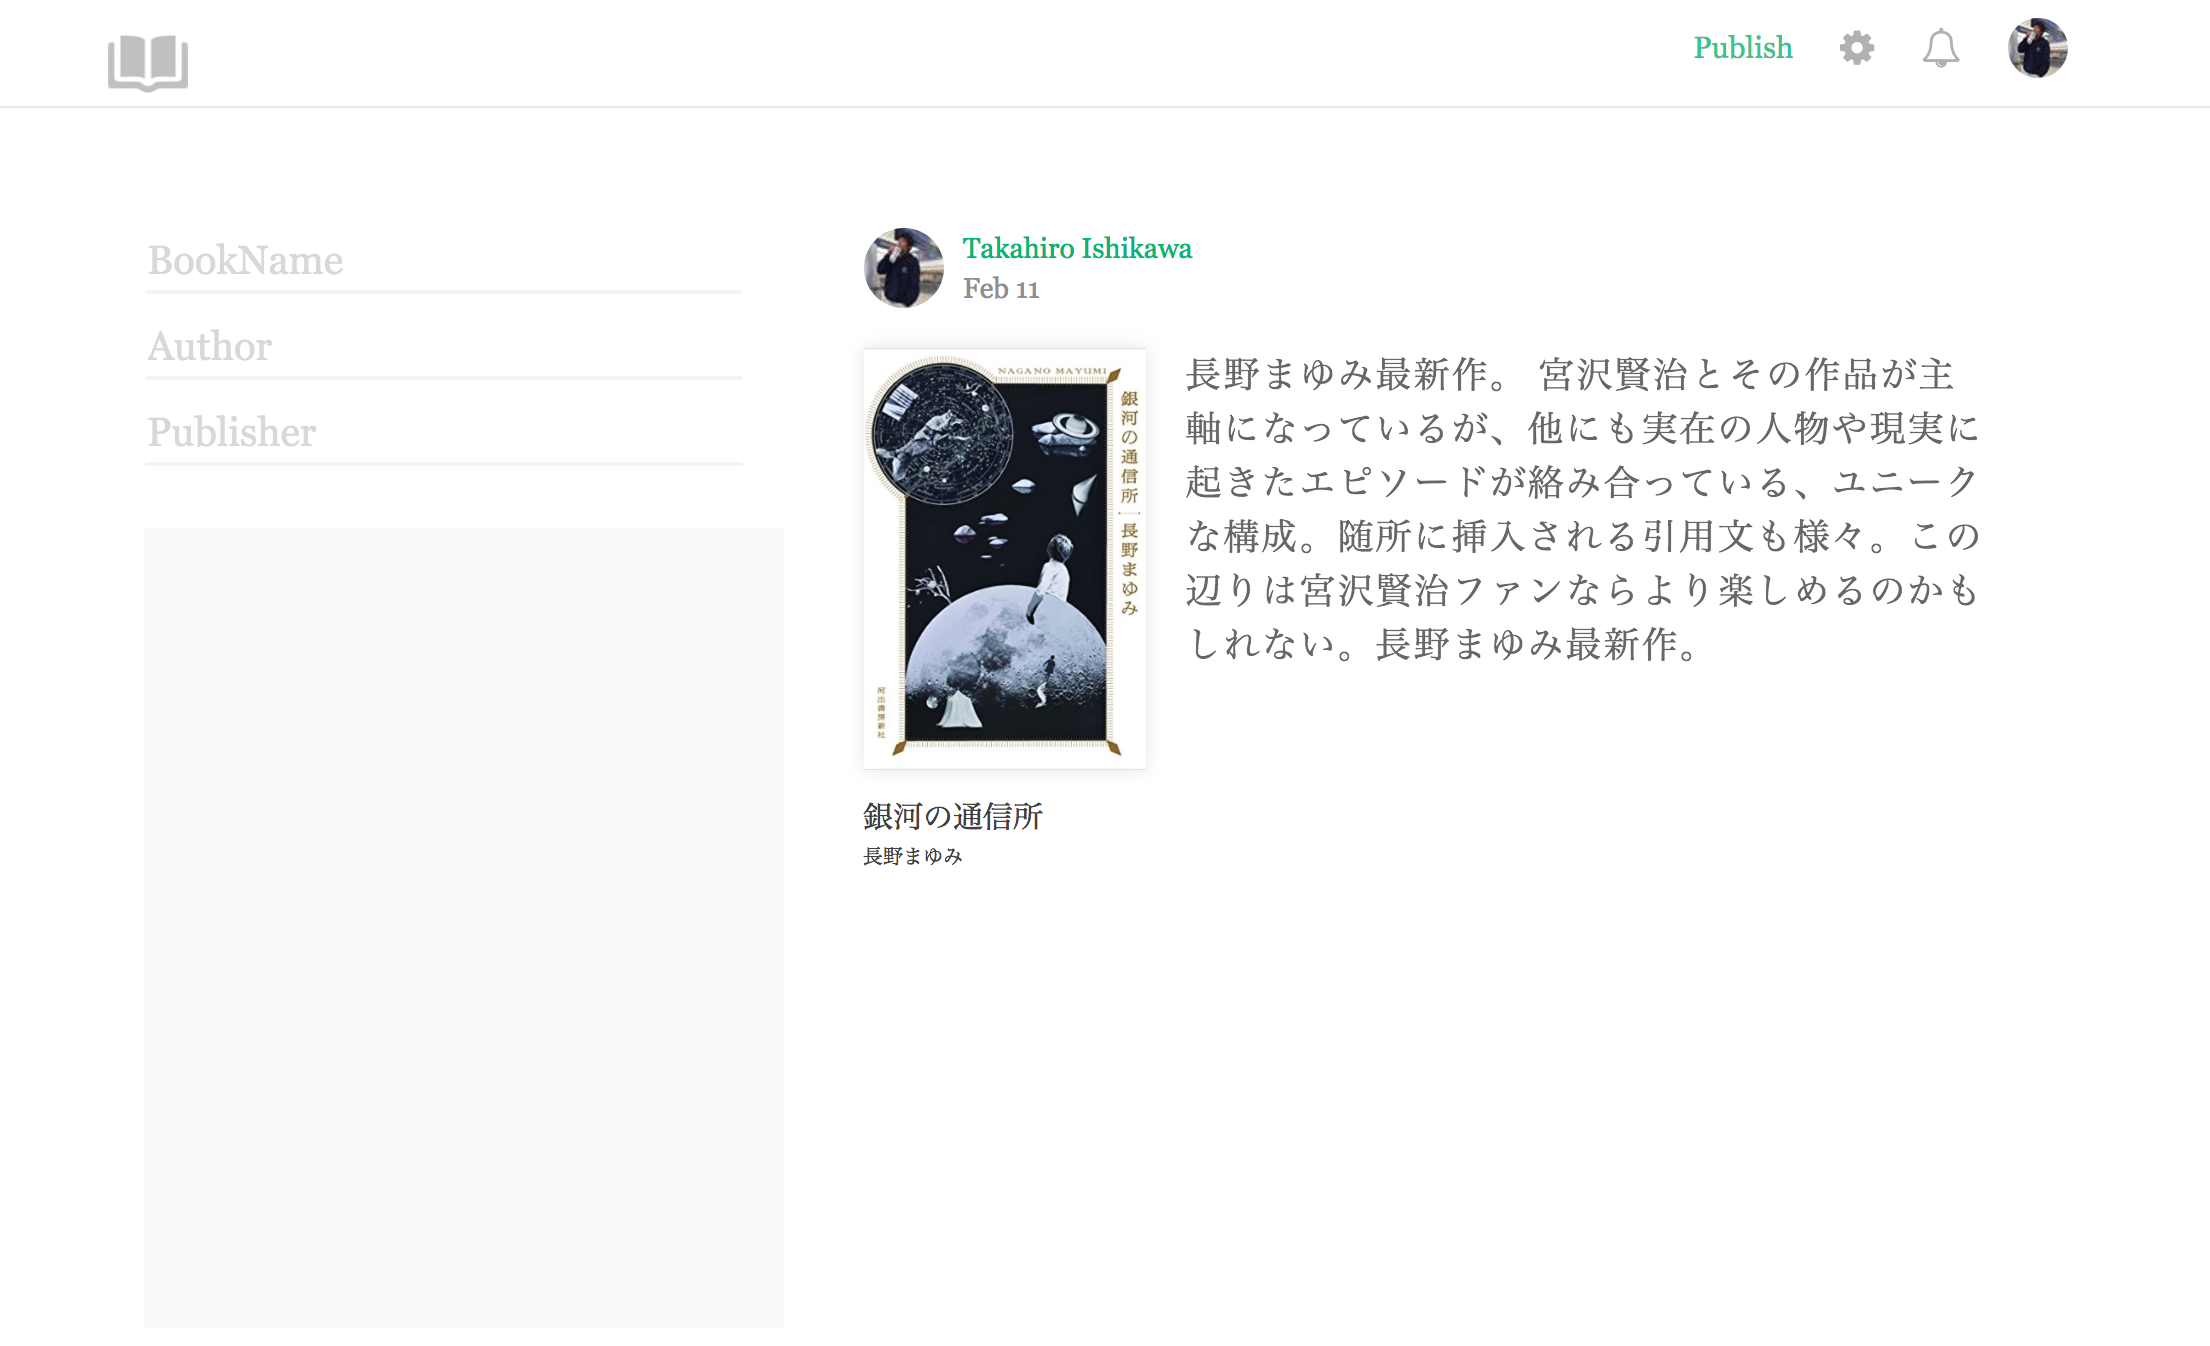 Publish
BookName
Author
Publisher
Takahiro Ishikawa
Feb 11
NAGANO MAYUMI
銀河の通信所 — 長野まゆみ
河出書房新社
長野まゆみ最新作。 宮沢賢治とその作品が主
軸になっているが、他にも実在の人物や現実に
起きたエピソードが絡み合っている、ユニーク
な構成。随所に挿入される引用文も様々。この
辺りは宮沢賢治ファンならより楽しめるのかも
しれない。長野まゆみ最新作。
銀河の通信所
長野まゆみ